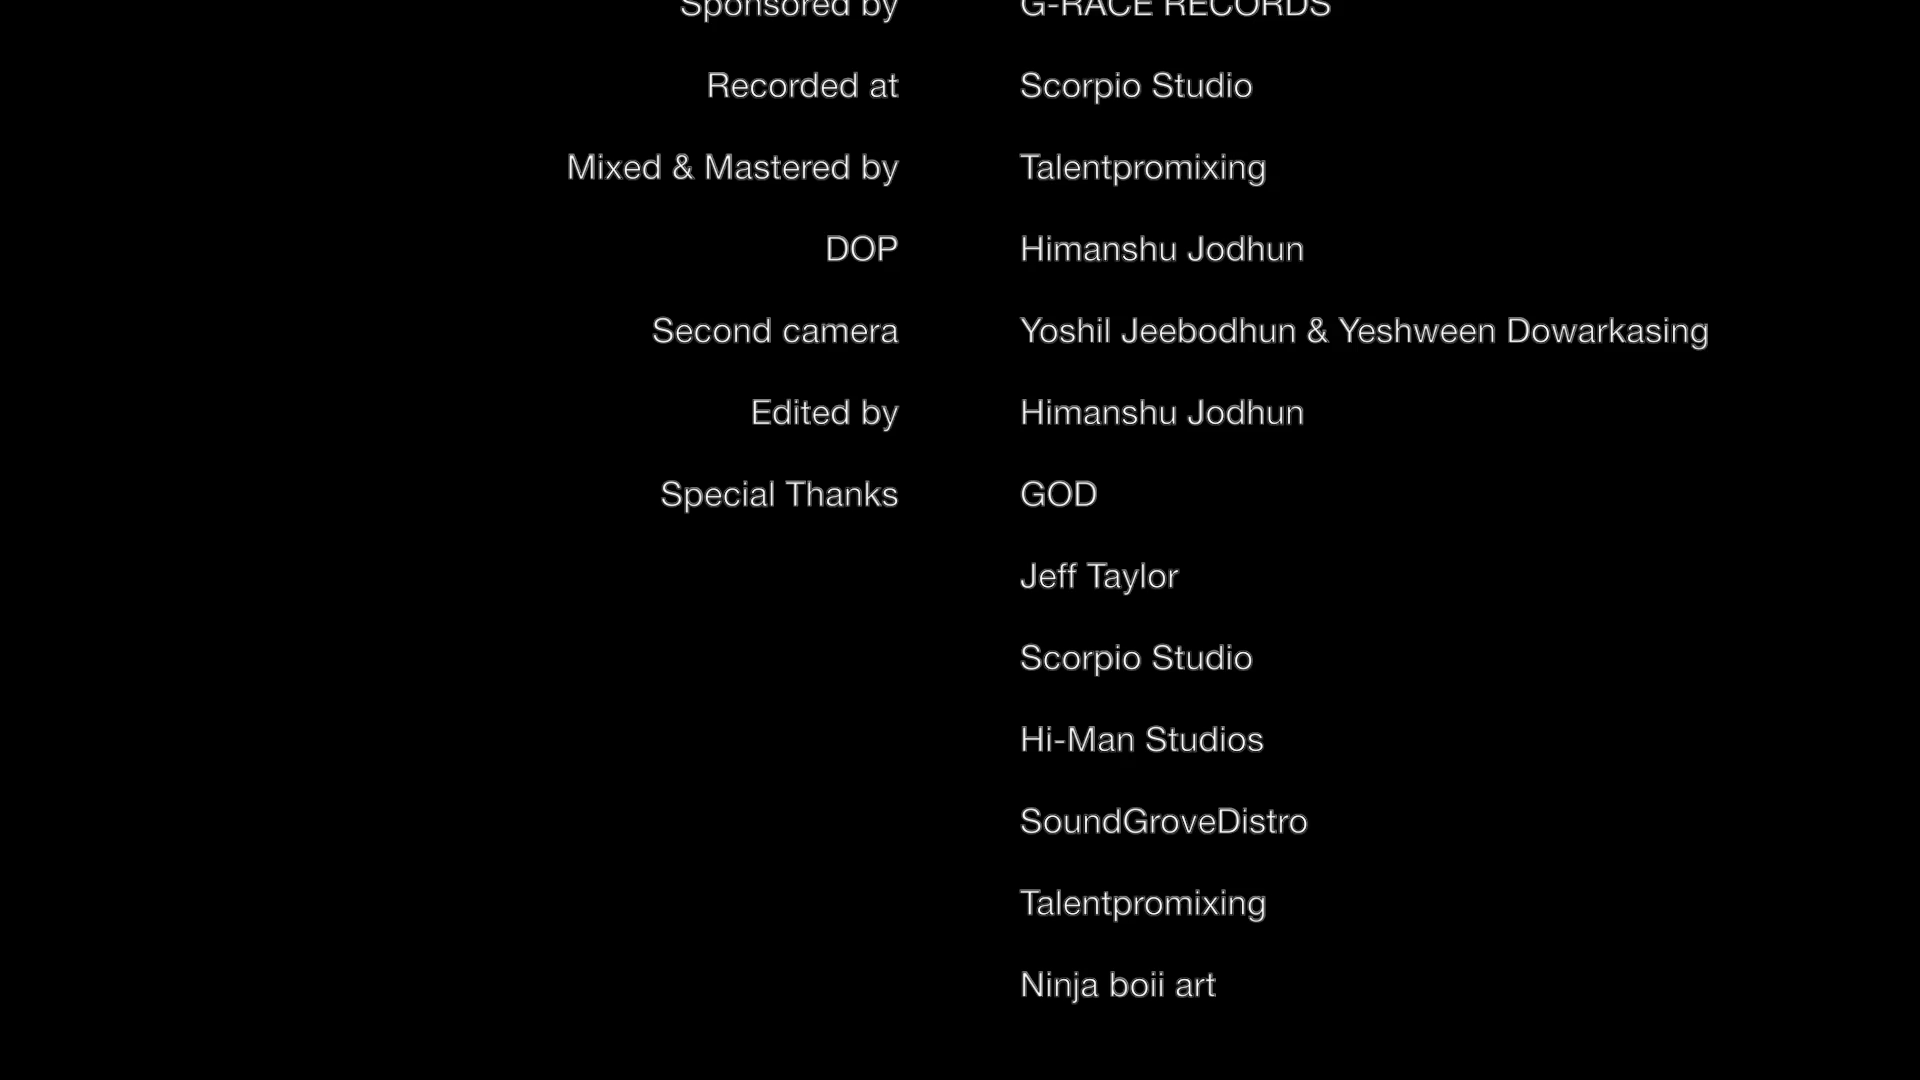 Sponsored by G-RACE RECORDS
Recorded at Scorpio Studio
Mixed & Mastered by Talentpromixing
DOP Himanshu Jodhun
Second camera Yoshil Jeebodhun & Yeshween Dowarkasing
Edited by Himanshu Jodhun
Special Thanks GOD
Jeff Taylor
Scorpio Studio
Hi-Man Studios
SoundGroveDistro
Talentpromixing
Ninja boii art